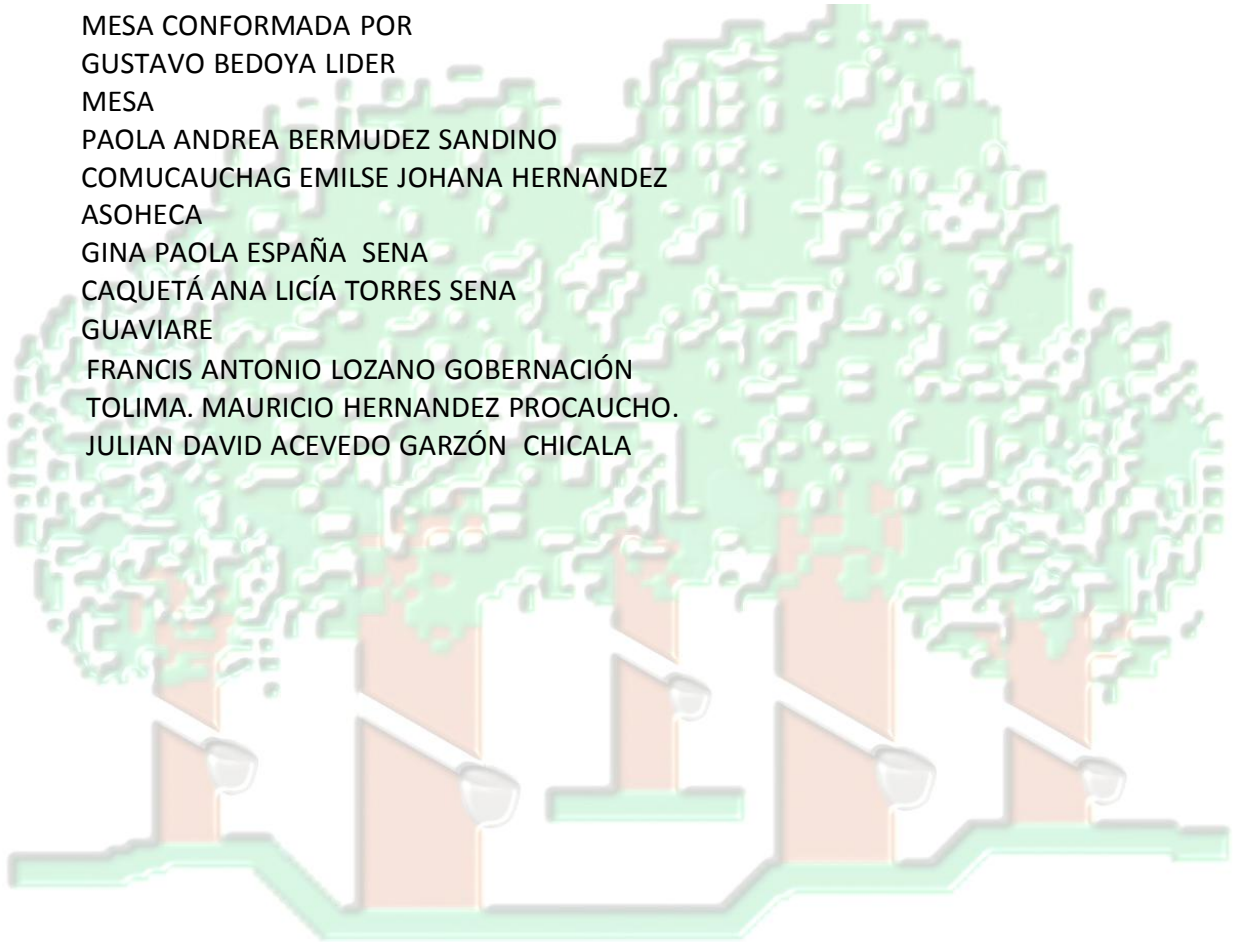 MESA CONFORMADA POR
GUSTAVO BEDOYA LIDER
MESA
PAOLA ANDREA BERMUDEZ SANDINO
COMUCAUCHAG EMILSE JOHANA HERNANDEZ
ASOHECA
GINA PAOLA ESPAÑA SENA
CAQUETÁ ANA LICÍA TORRES SENA
GUAVIARE
FRANCIS ANTONIO LOZANO GOBERNACIÓN
TOLIMA. MAURICIO HERNANDEZ PROCAUCHO.
JULIAN DAVID ACEVEDO GARZÓN CHICALA